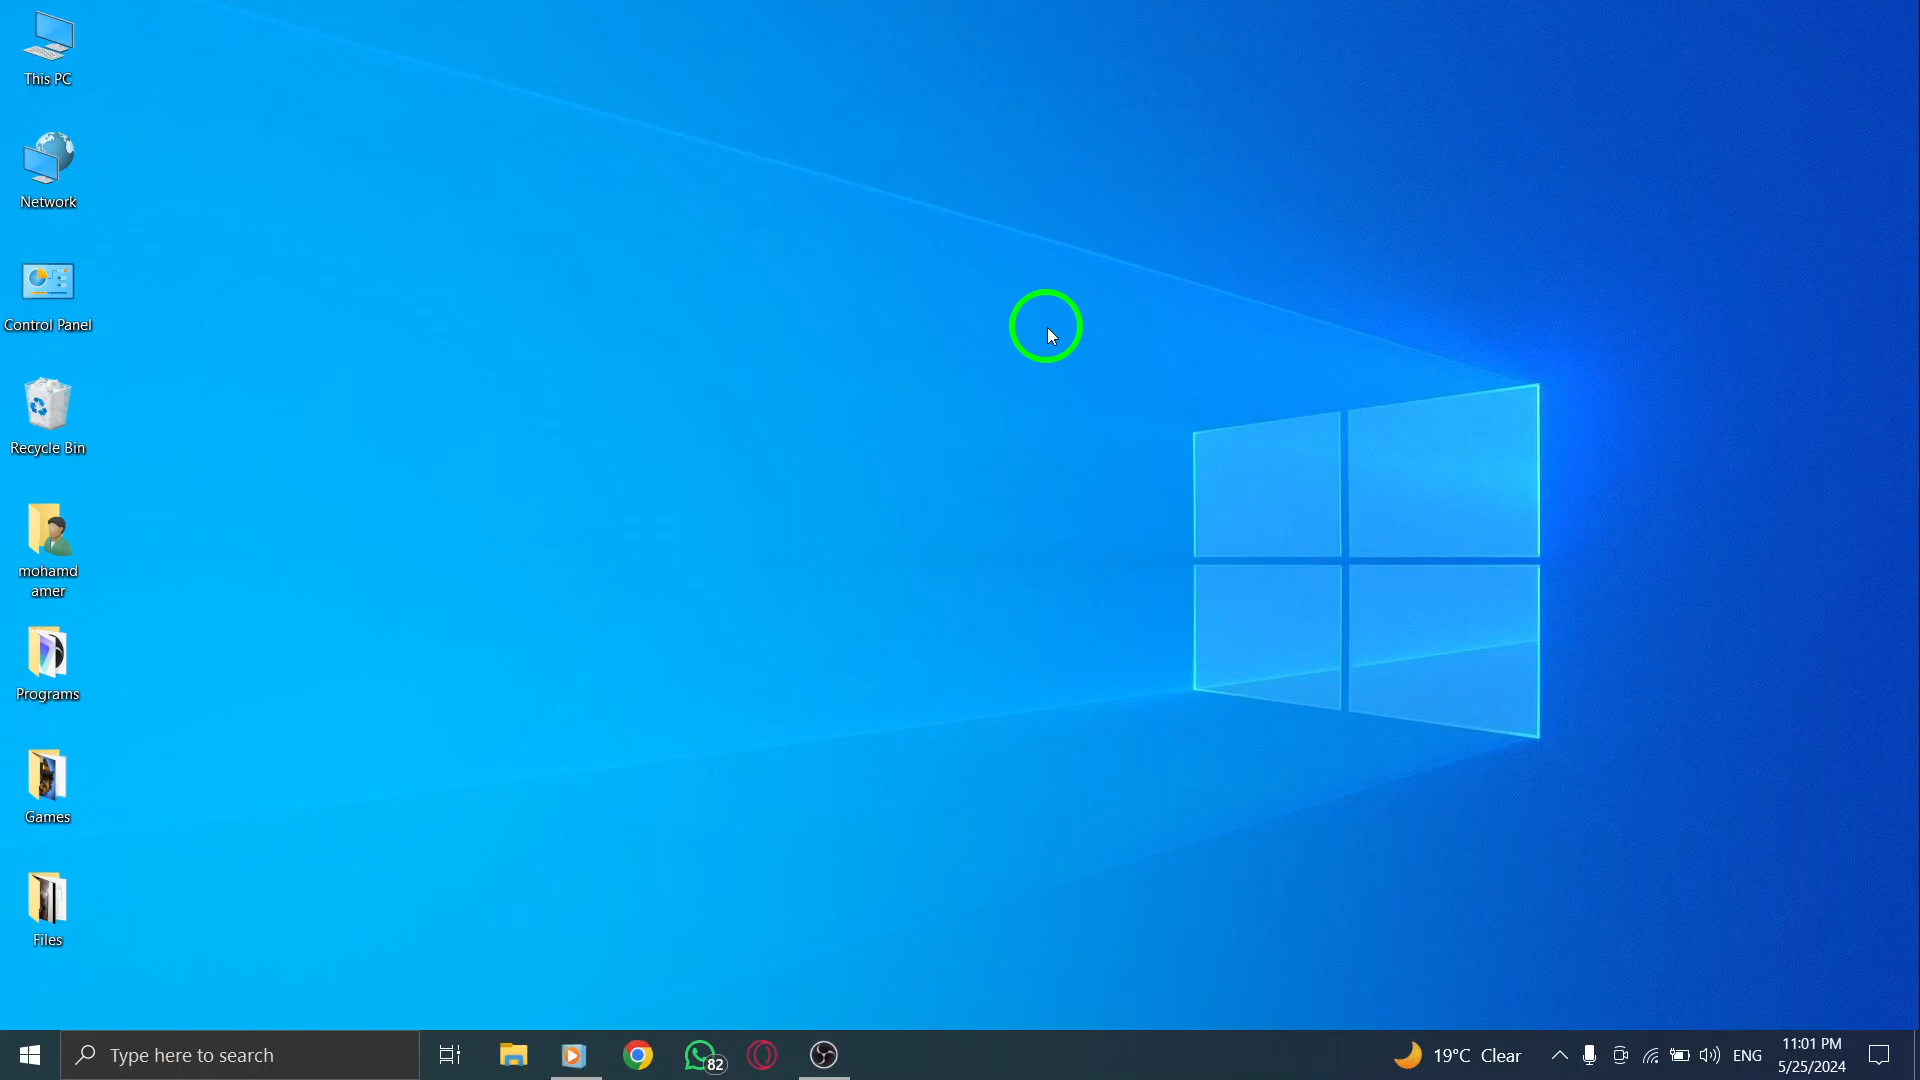 This PC
Network
Control Panel
Recycle Bin
mohamd
amer
Programs
Games
Files
Type here to search
82
19°C Clear
ENG
11:01 PM
5/25/2024